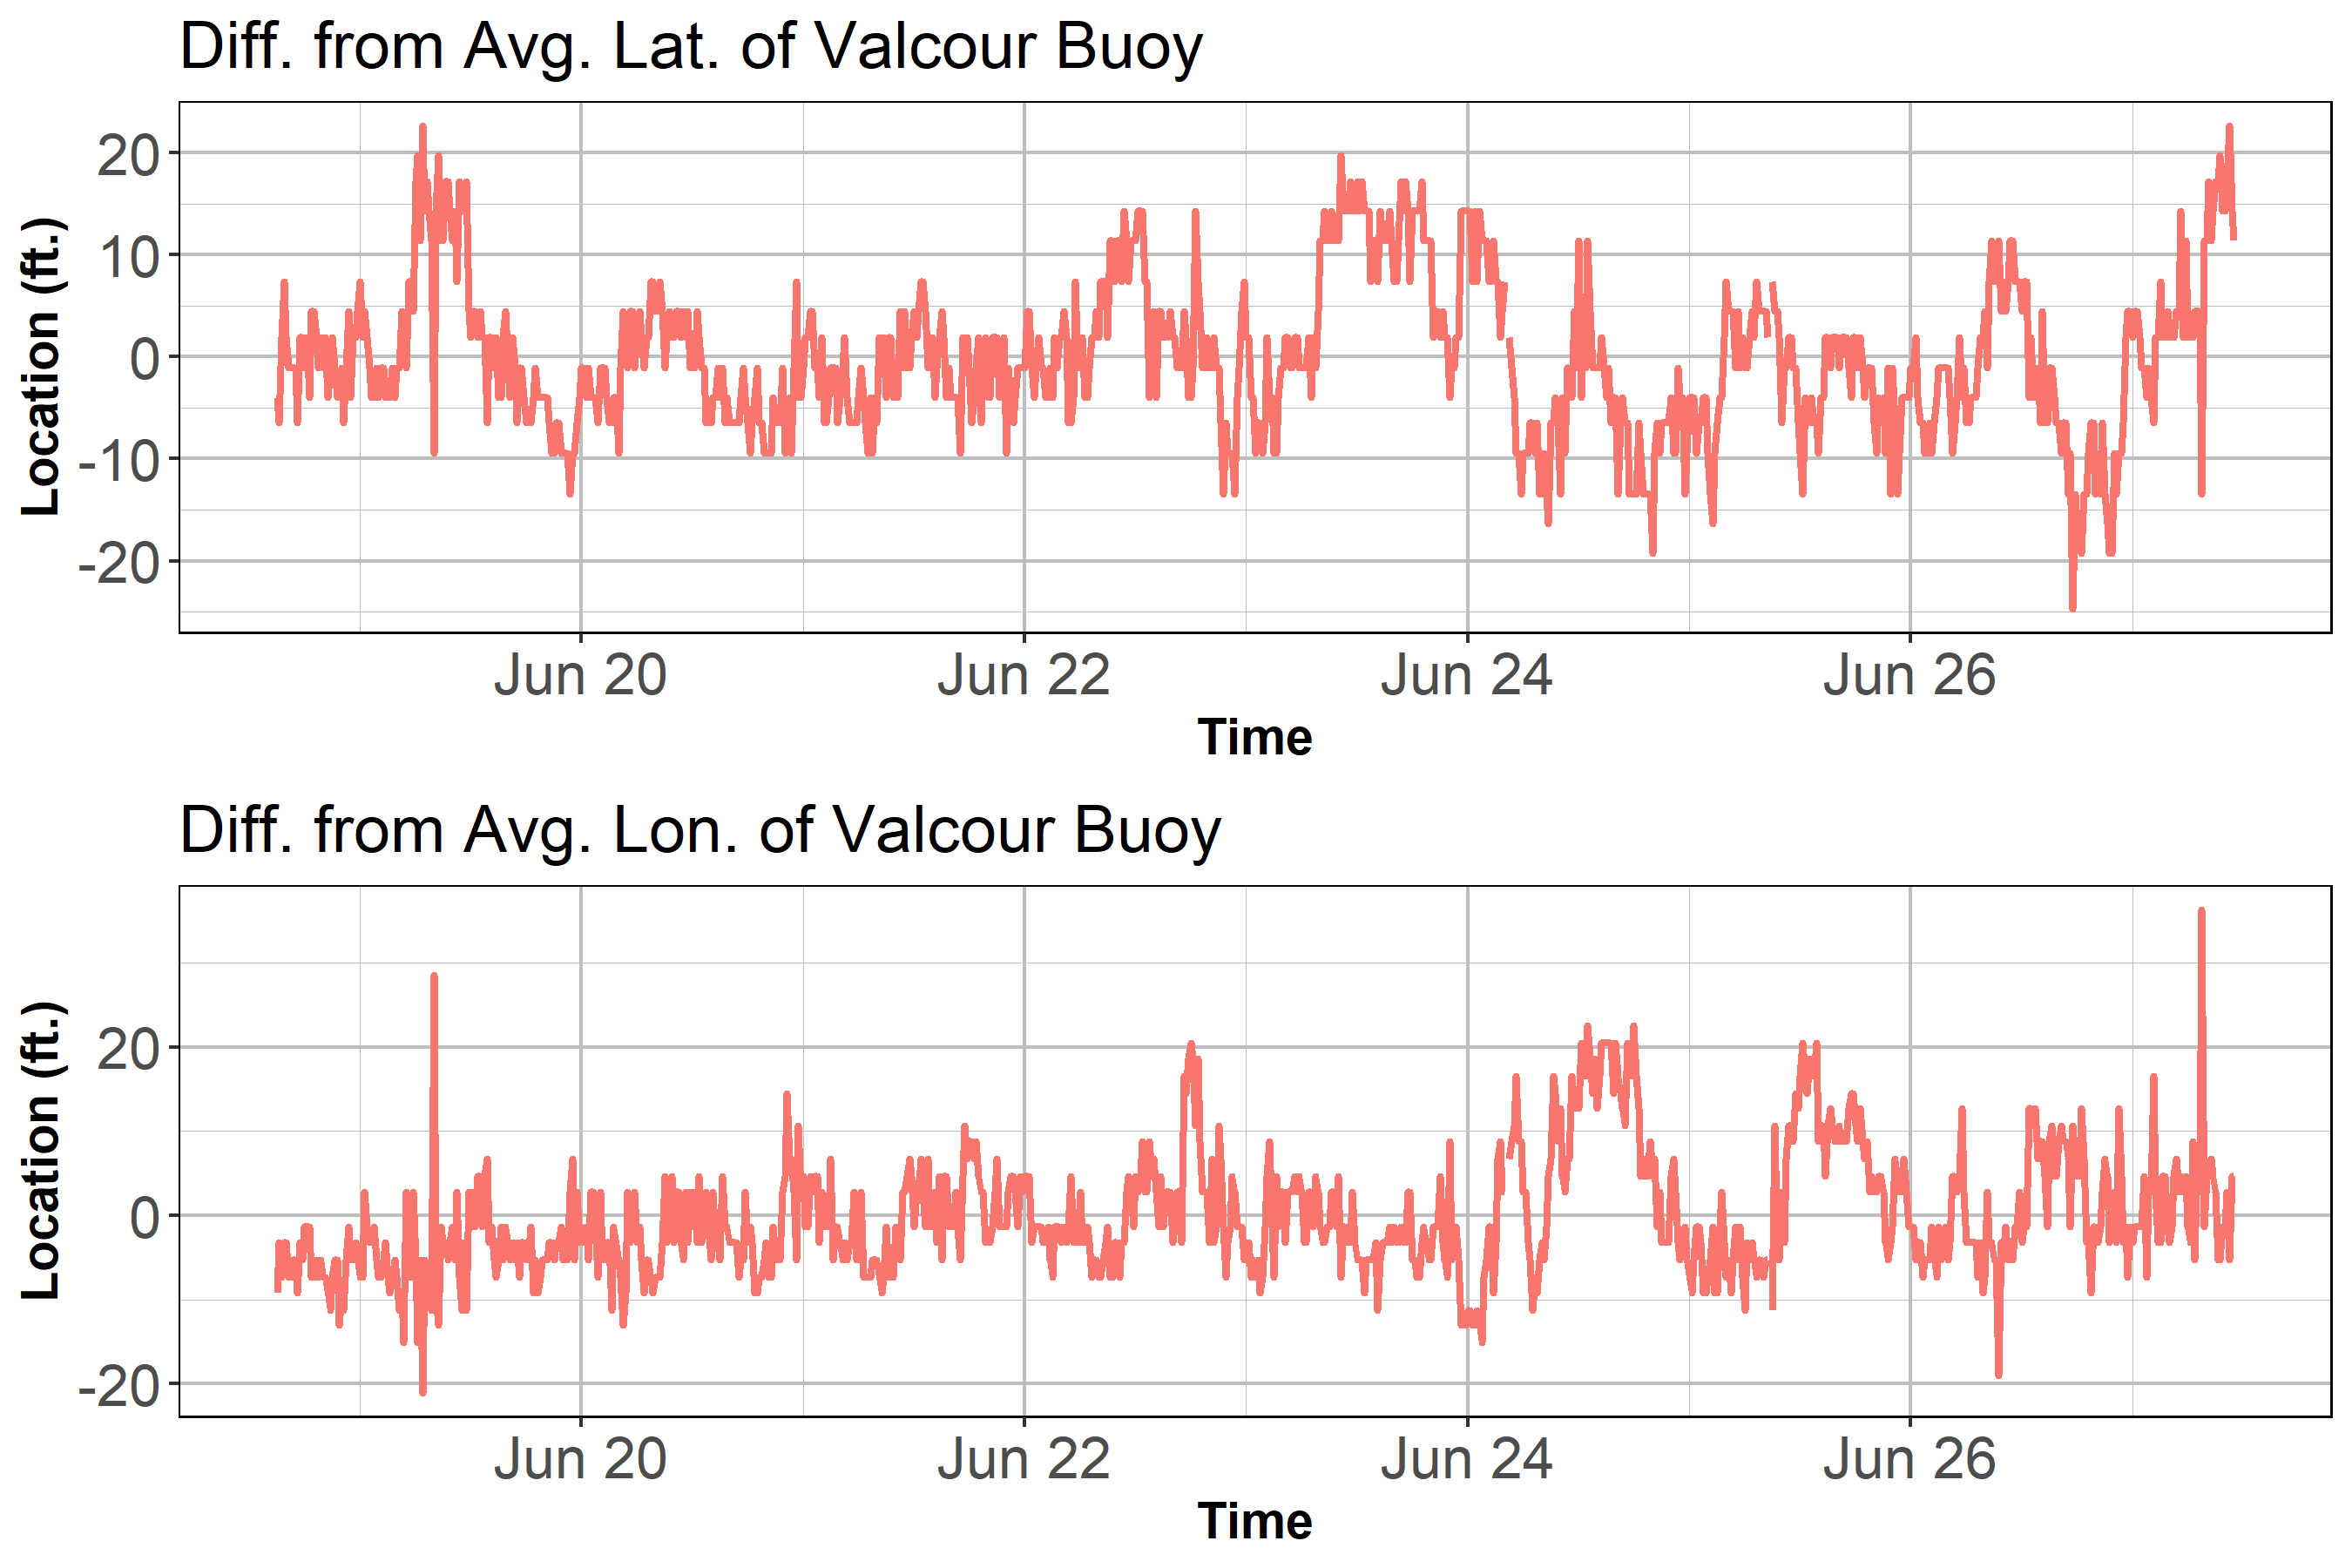 Diff. from Avg. Lat. of Valcour Buoy
Location (ft.)
20
10
0
-10
-20
Jun 20 Jun 22 Jun 24 Jun 26
Time
Diff. from Avg. Lon. of Valcour Buoy
Location (ft.)
20
0
-20
Jun 20 Jun 22 Jun 24 Jun 26
Time